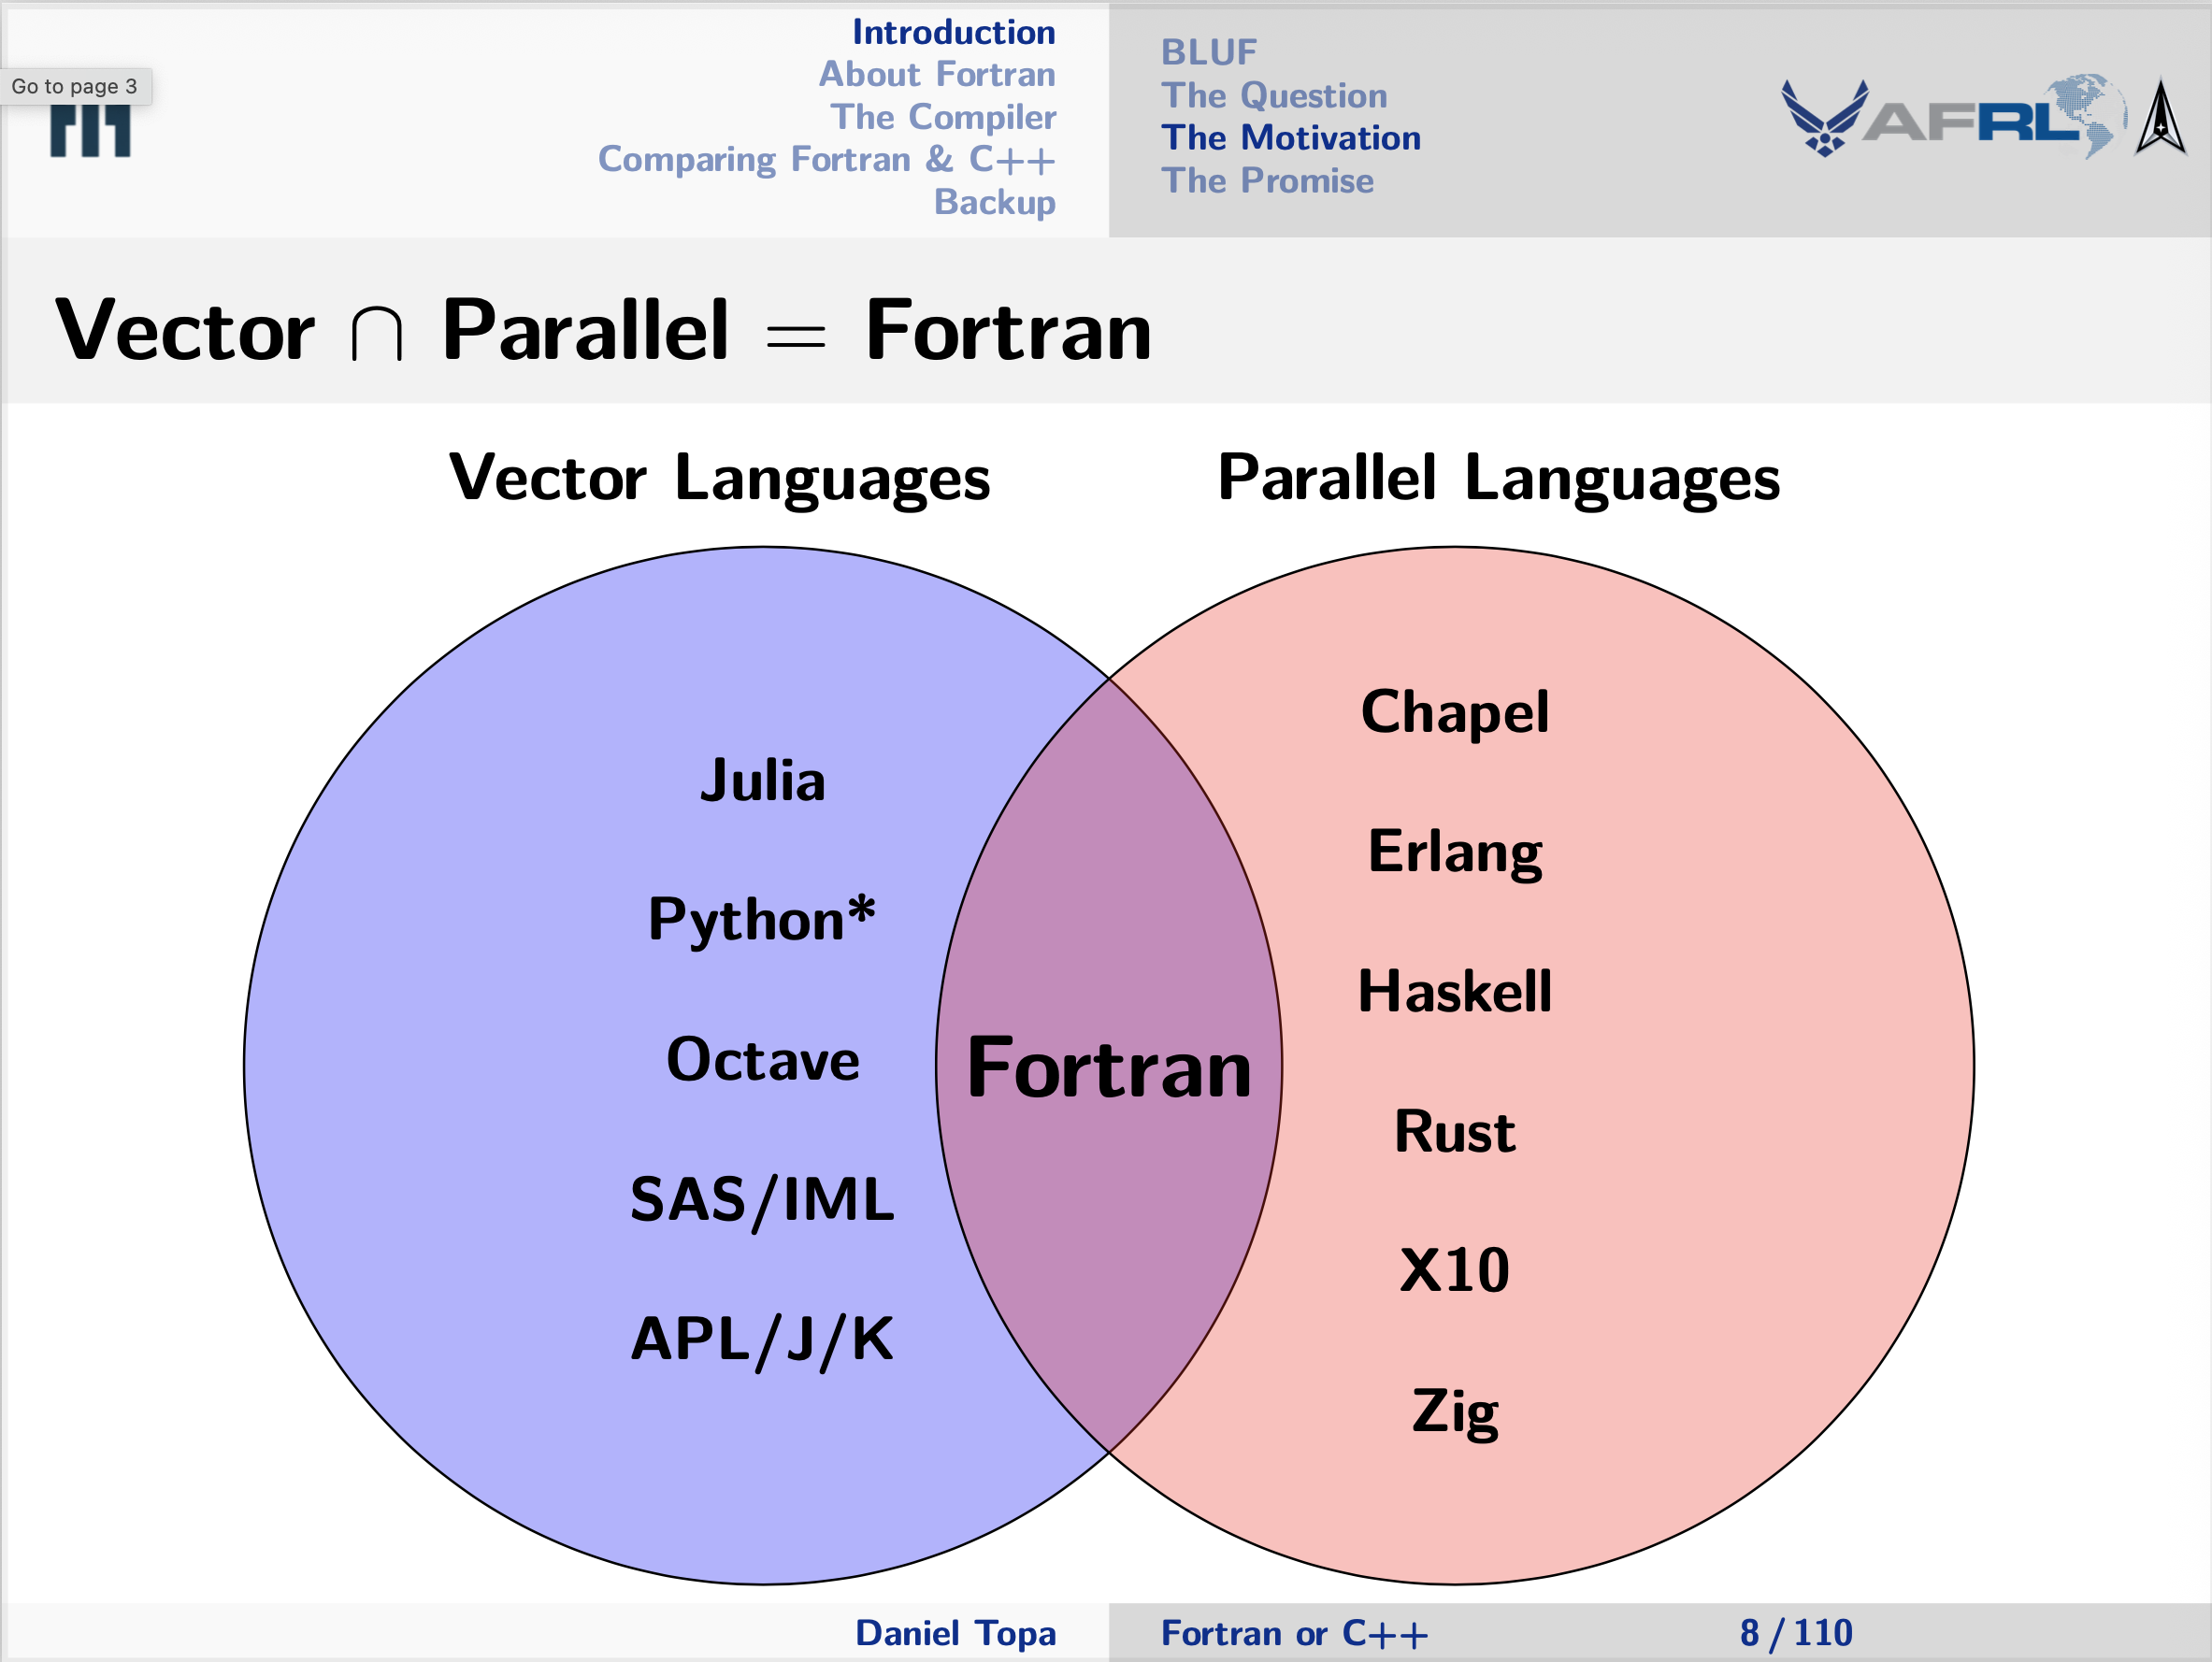 Introduction
About Fortran
The Compiler
Comparing Fortran & C++
Backup
BLUF
The Question
The Motivation
The Promise
Go to page 3
AFRL
Vector ∩ Parallel = Fortran
Vector Languages
Parallel Languages
Julia
Python*
Octave
SAS/IML
APL/J/K
Fortran
Chapel
Erlang
Haskell
Rust
X10
Zig
Daniel Topa
Fortran or C++
8 / 110